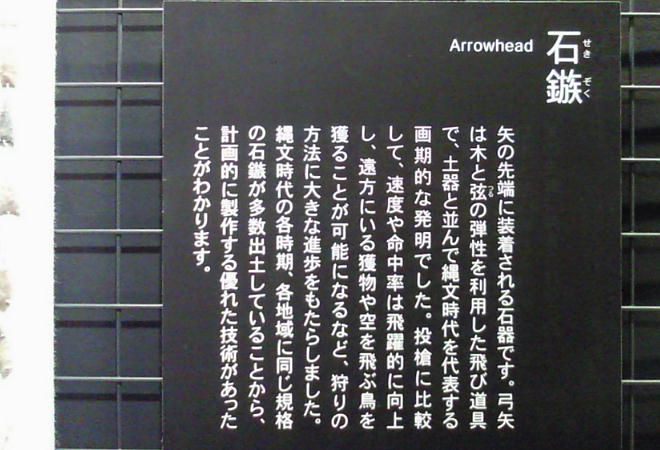 石鏃
せき ぞく
Arrowhead
矢の先端に装着される石器です。弓矢
は木と弦の弾性を利用した飛び道具
つる
で、土器と並んで縄文時代を代表する
画期的な発明でした。投槍に比較
して、速度や命中率は飛躍的に向上
し、遠方にいる獲物や空を飛ぶ鳥を
獲ることが可能になるなど、狩りの
方法に大きな進歩をもたらしました。
縄文時代の各時期、各地域に同じ規格
の石鏃が多数出土していることから、
計画的に製作する優れた技術があった
ことがわかります。